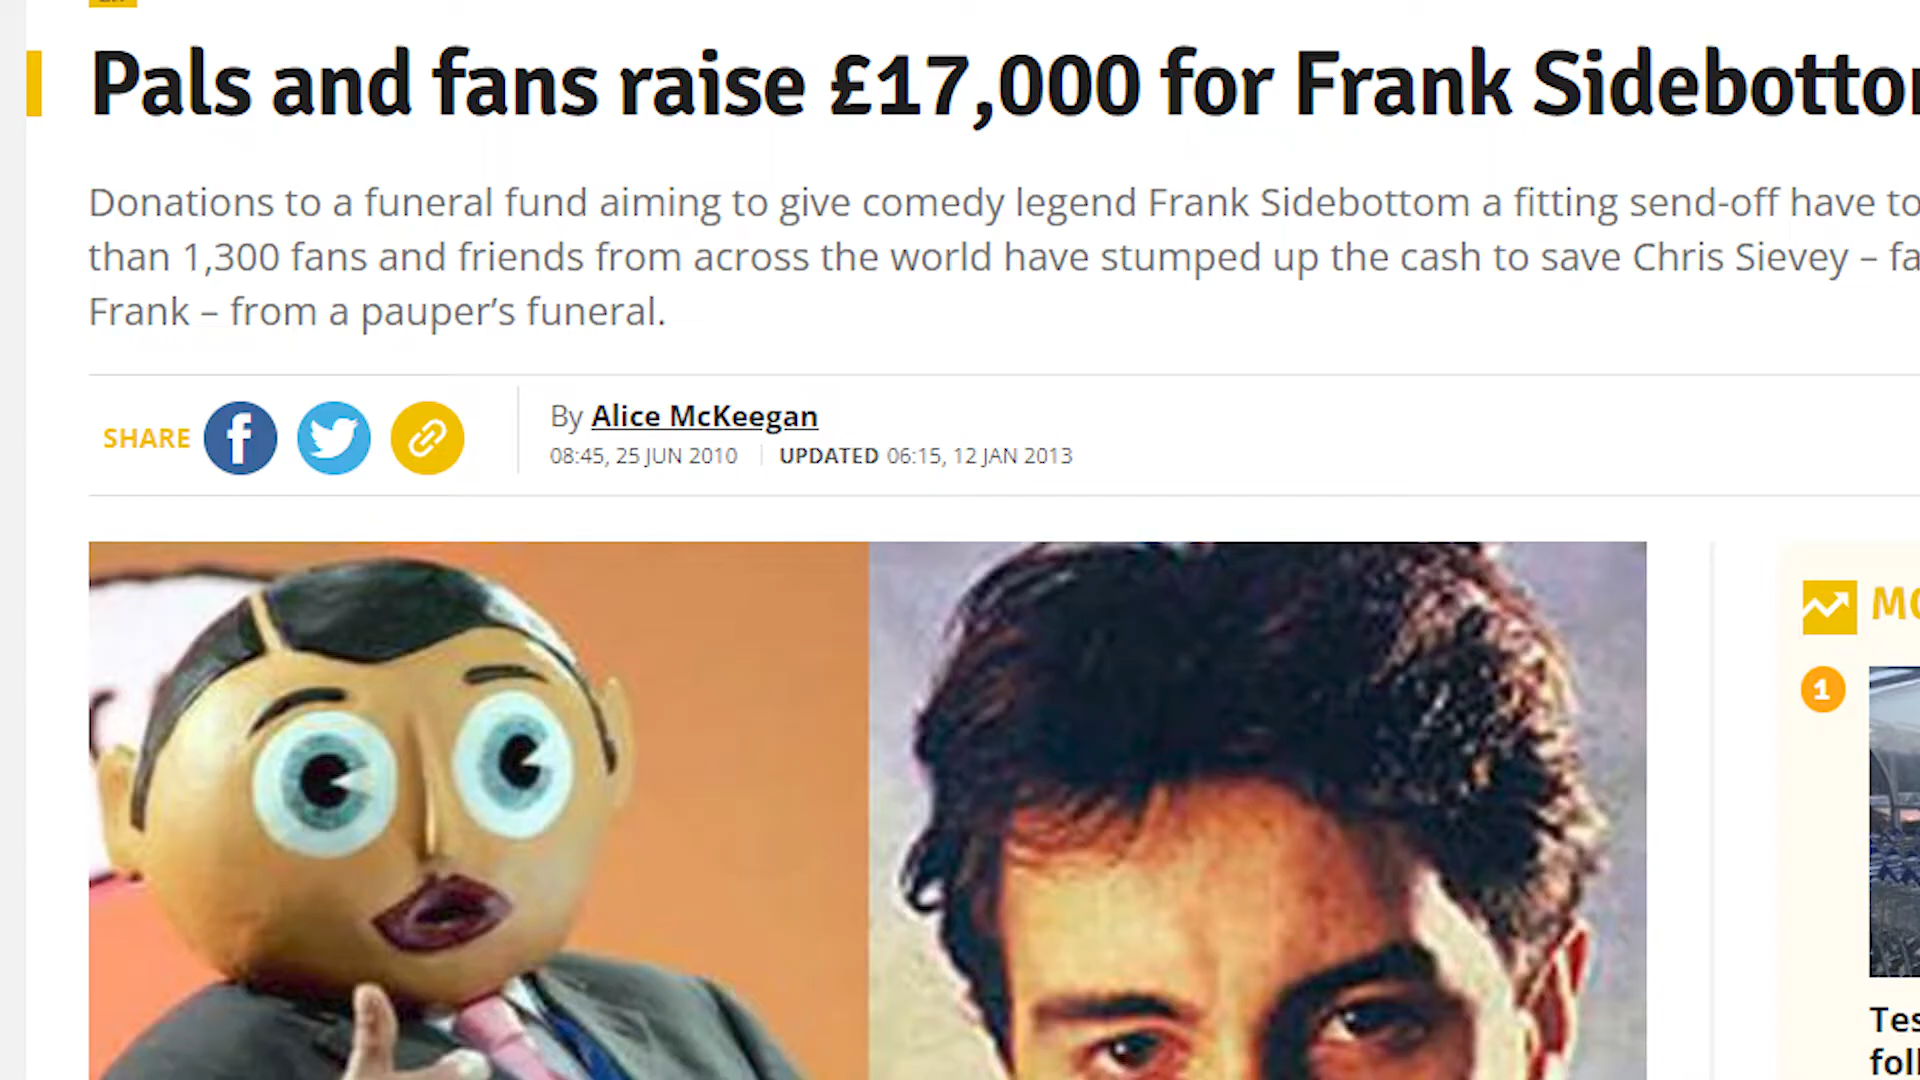 Pals and fans raise £17,000 for Frank
Donations to a funeral fund aiming to give comedy legend Frank Sidebottom a fitting send-off have
than 1,300 fans and friends from across the world have stumped up the cash to save Chris Sievey –
Frank – from a pauper’s funeral.
SHARE
By Alice McKeegan
08:45, 25 JUN 2010 UPDATED 06:15, 12 JAN 2013
1